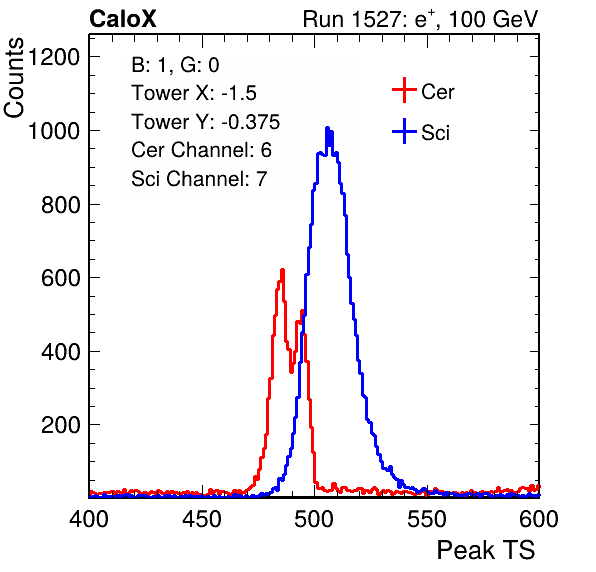 CaloX Run 1527: e+, 100 GeV
Counts
B: 1, G: 0
Tower X: -1.5
Tower Y: -0.375
Cer Channel: 6
Sci Channel: 7
Cer
Sci
1200
1000
800
600
400
200
400 450 500 550 600
Peak TS